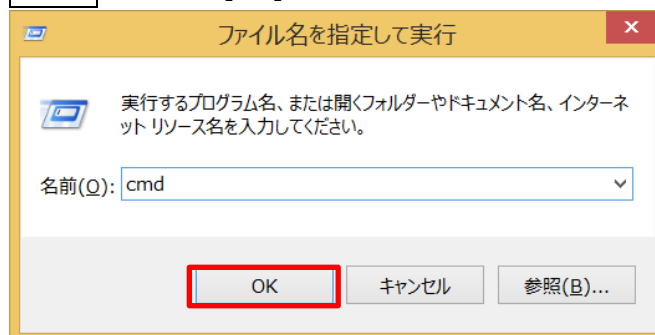 ファイル名を指定して実行
実行するプログラム名、または開くフォルダーやドキュメント名、インターネ
ット リソース名を入力してください。
名前(O): cmd
OK キャンセル 参照(B)...